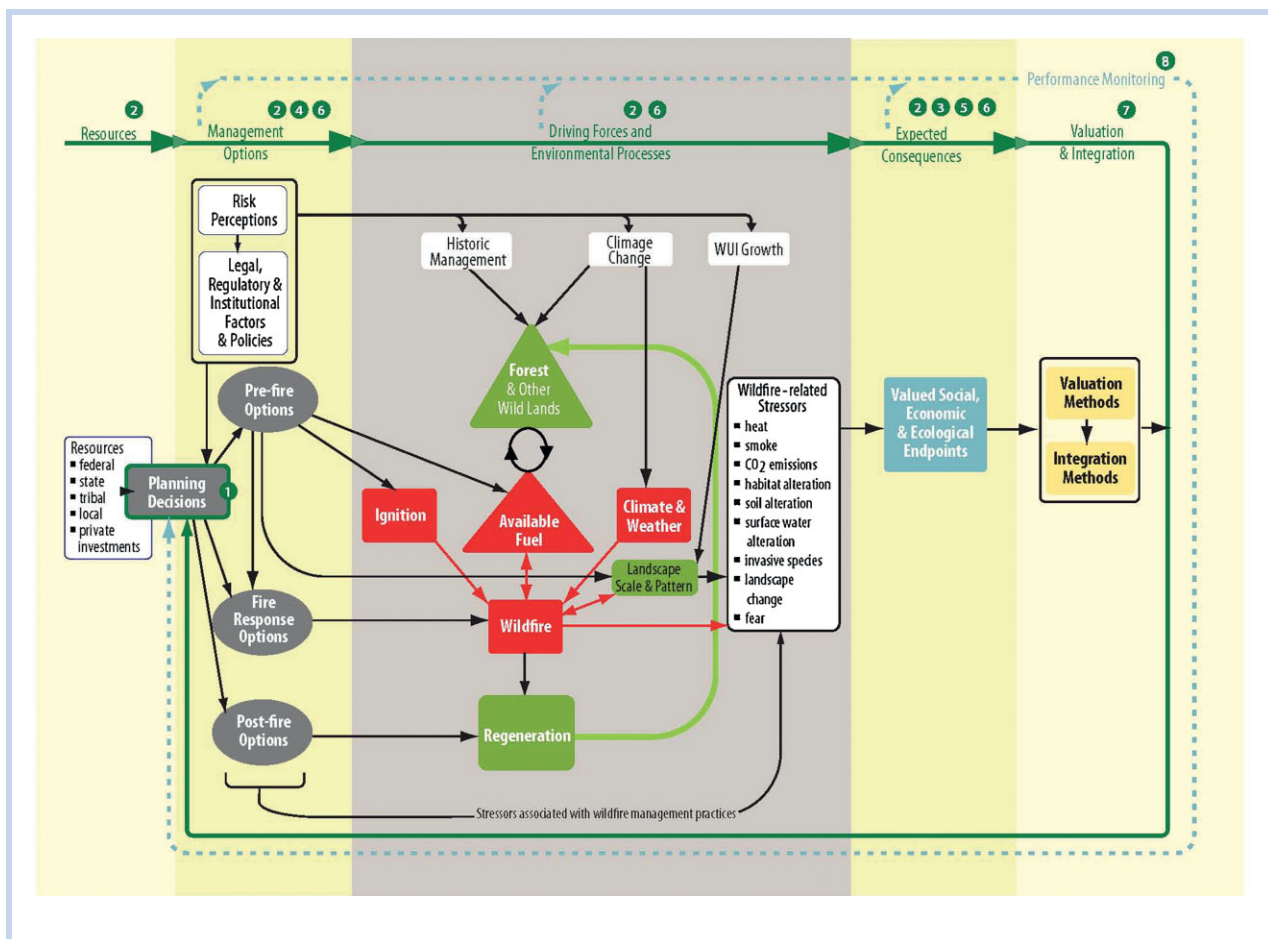 8
Performance Monitoring
2
2 4 6
2 6
2 3 5 6
7
Resources
Management
Options
Driving Forces and
Environmental Processes
Expected
Consequences
Valuation
& Integration
Risk
Perceptions
Legal,
Regulatory &
Institutional
Factors
& Policies
Historic
Management
Climage
Change
WUI Growth
Pre-fire
Options
Forest
& Other
Wild Lands
Resources
▪ federal
▪ state
▪ tribal
▪ local
▪ private
investments
Planning
Decisions
1
Ignition
Available
Fuel
Climate &
Weather
Landscape
Scale & Pattern
Fire
Response
Options
Wildfire
Post-fire
Options
Regeneration
Wildfire-related
Stressors
▪ heat
▪ smoke
▪ CO2 emissions
▪ habitat alteration
▪ soil alteration
▪ surface water
alteration
▪ invasive species
▪ landscape
change
▪ fear
Valued Social,
Economic
& Ecological
Endpoints
Valuation
Methods
Integration
Methods
Stressors associated with wildfire management practices